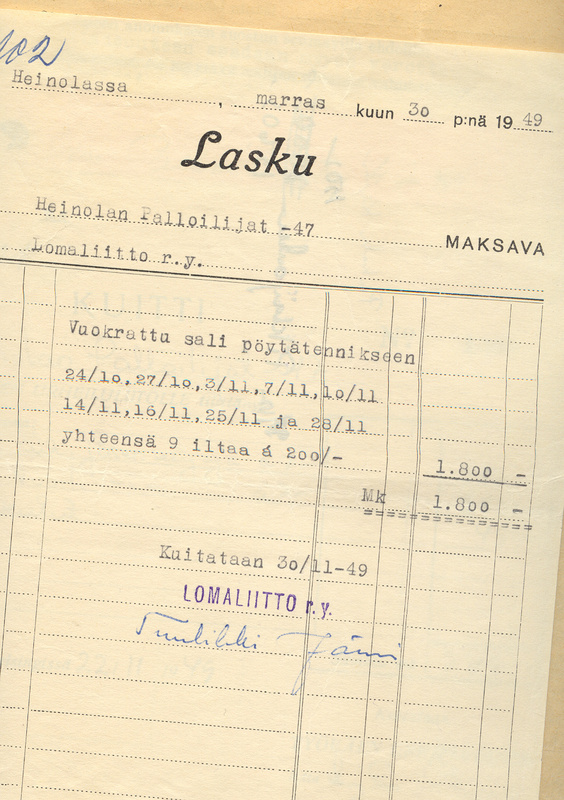 102
Heinolassa, marras kuun 30 p:nä 19 49
Lasku
Heinolan Palloilijat -47
MAKSAVA
Lomaliitto r.y.
Vuokrattu sali pöytätennikseen
24/10,27/10,3/11,7/11,10/11
14/11,16/11,25/11 ja 28/11
yhteensä 9 iltaa á 200/- 1.800 -
Mk 1.800 -
Kuitataan 30/11-49
LOMALIITTO r.y.
Tuulikki Jänni